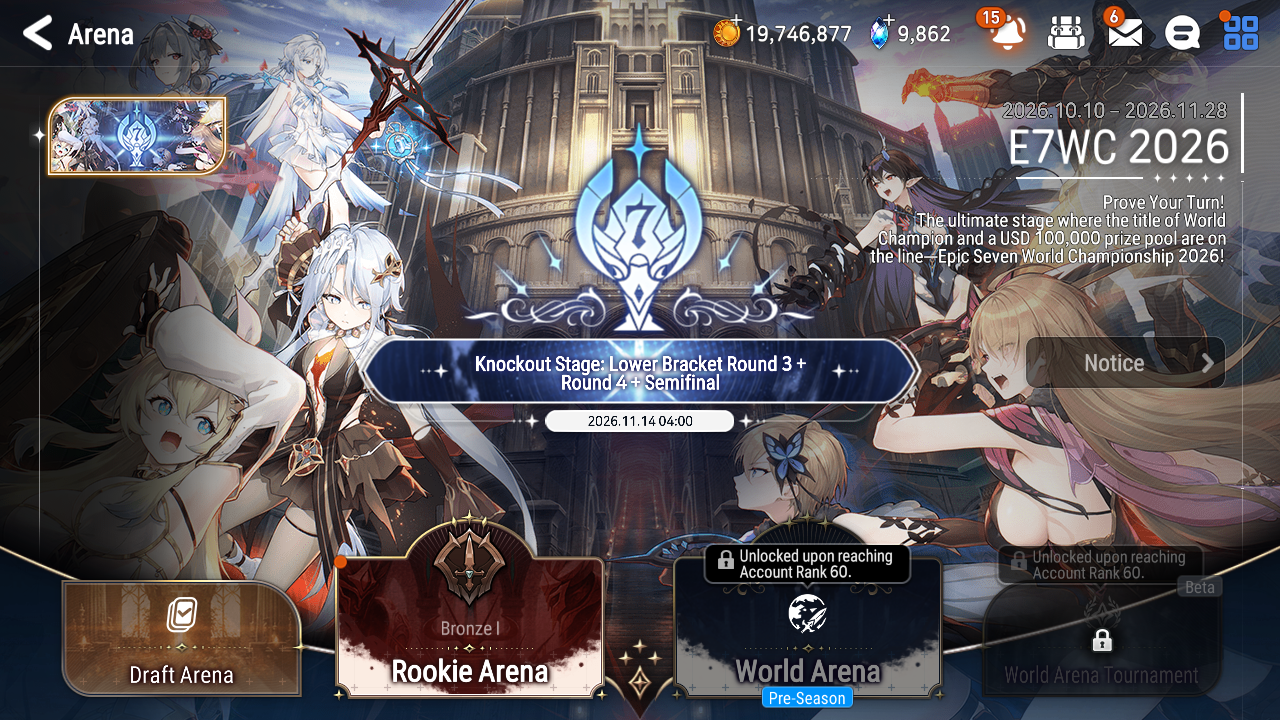 Arena
19,746,877
9,862
15
6
2026.10.10 – 2026.11.28
E7WC 2026
Prove Your Turn!
The ultimate stage where the title of World
Champion and a USD 100,000 prize pool are on
the line—Epic Seven World Championship 2026!
7
7
Knockout Stage: Lower Bracket Round 3 +
Round 4 + Semifinal
2026.11.14 04:00
Notice
Draft Arena
Bronze I
Rookie Arena
Unlocked upon reaching
Account Rank 60.
World Arena
Pre-Season
Unlocked upon reaching
Account Rank 60.
Beta
World Arena Tournament